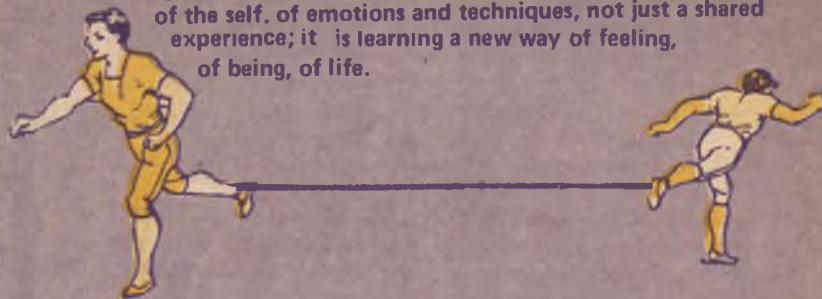 of the self. of emotions and techniques, not just a shared
experience; it is learning a new way of feeling,
of being, of life.